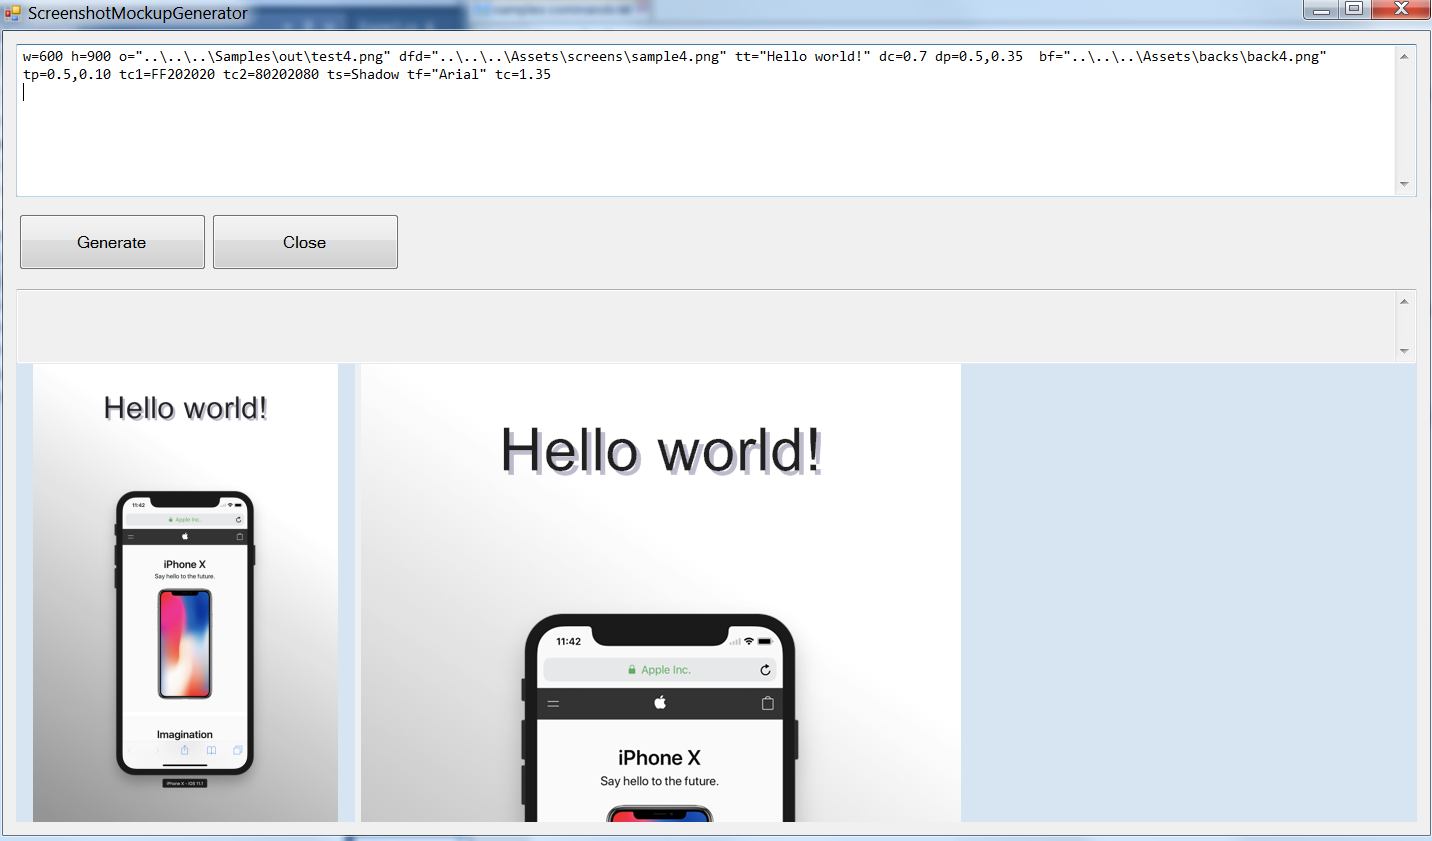 ScreenshotMockupGenerator
w=600 h=900 o="..\..\..\Samples\out\test4.png" dfd="..\..\..\Assets\screens\sample4.png" tt="Hello world!" dc=0.7 dp=0.5,0.35  bf="..\..\..\Assets\backs\back4.png"
tp=0.5,0.10 tc1=FF202020 tc2=80202080 ts=Shadow tf="Arial" tc=1.35
Generate
Close
Hello world!
11:42
Apple Inc.
iPhone X
Say hello to the future.
Imagination
iPhone X - iOS 11.1
Hello world!
11:42
Apple Inc.
iPhone X
Say hello to the future.